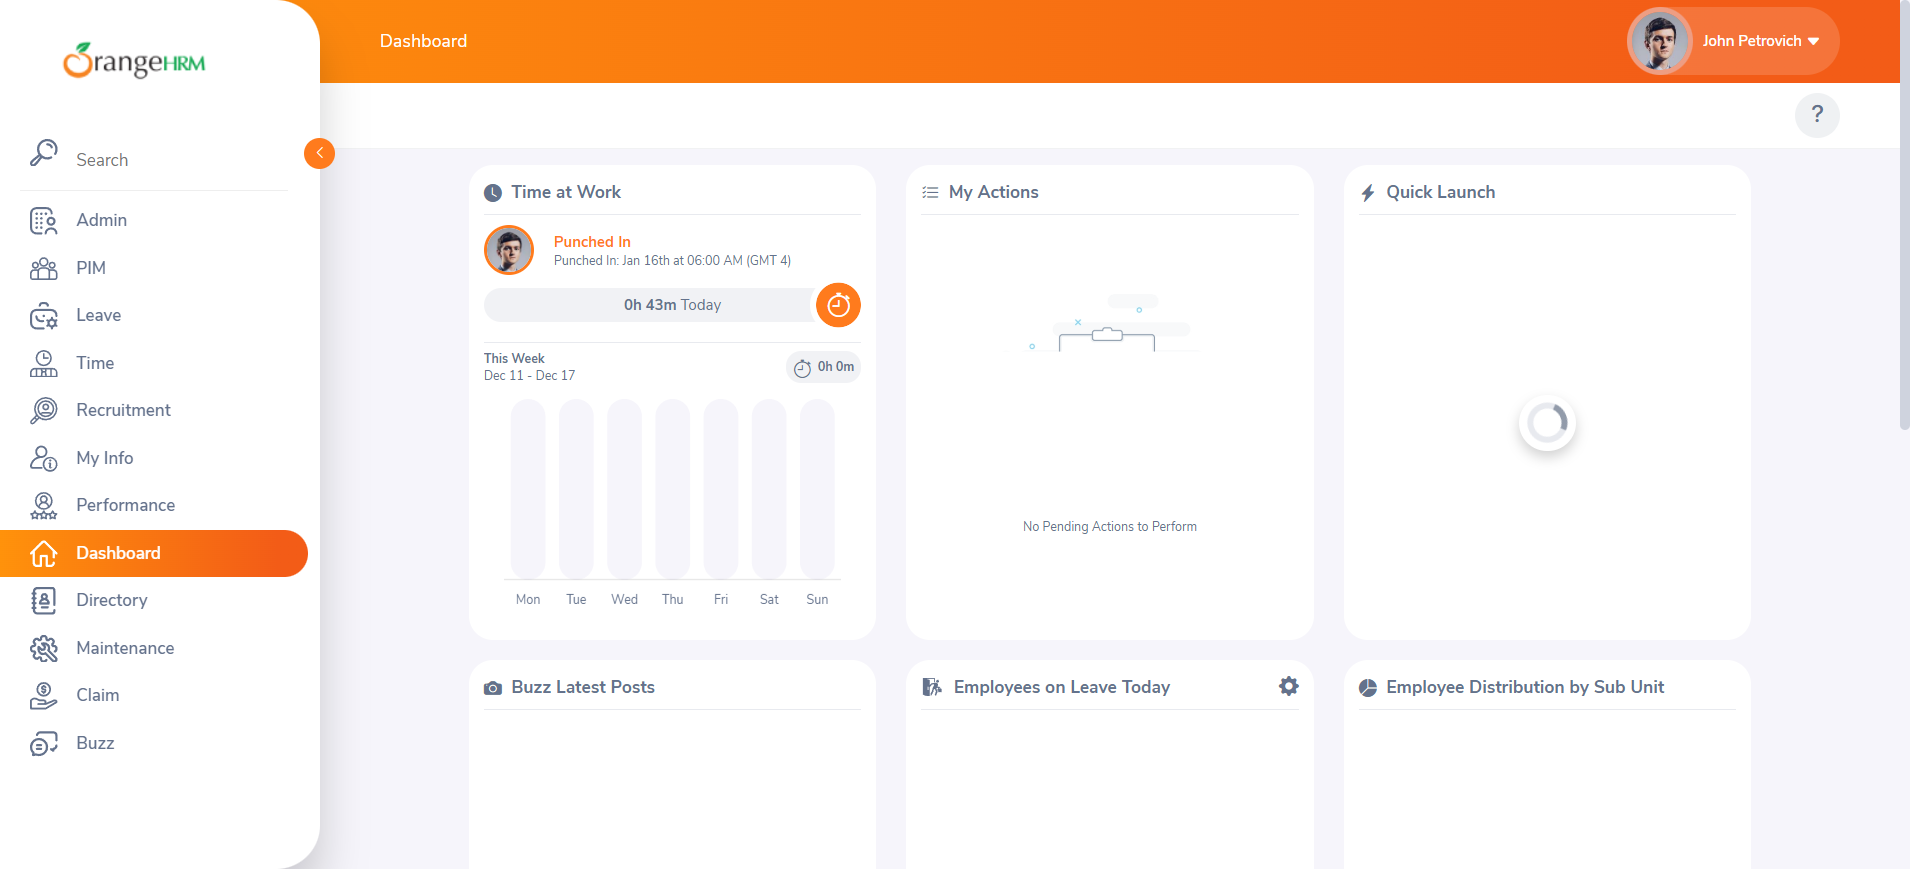 OrangeHRM
Dashboard
John Petrovich
?
Search
Admin
PIM
Leave
Time
Recruitment
My Info
Performance
Dashboard
Directory
Maintenance
Claim
Buzz
Time at Work
Punched In
Punched In: Jan 16th at 06:00 AM (GMT 4)
0h 43m Today
This Week
Dec 11 - Dec 17
0h 0m
Mon Tue Wed Thu Fri Sat Sun
My Actions
No Pending Actions to Perform
Quick Launch
Buzz Latest Posts
Employees on Leave Today
Employee Distribution by Sub Unit